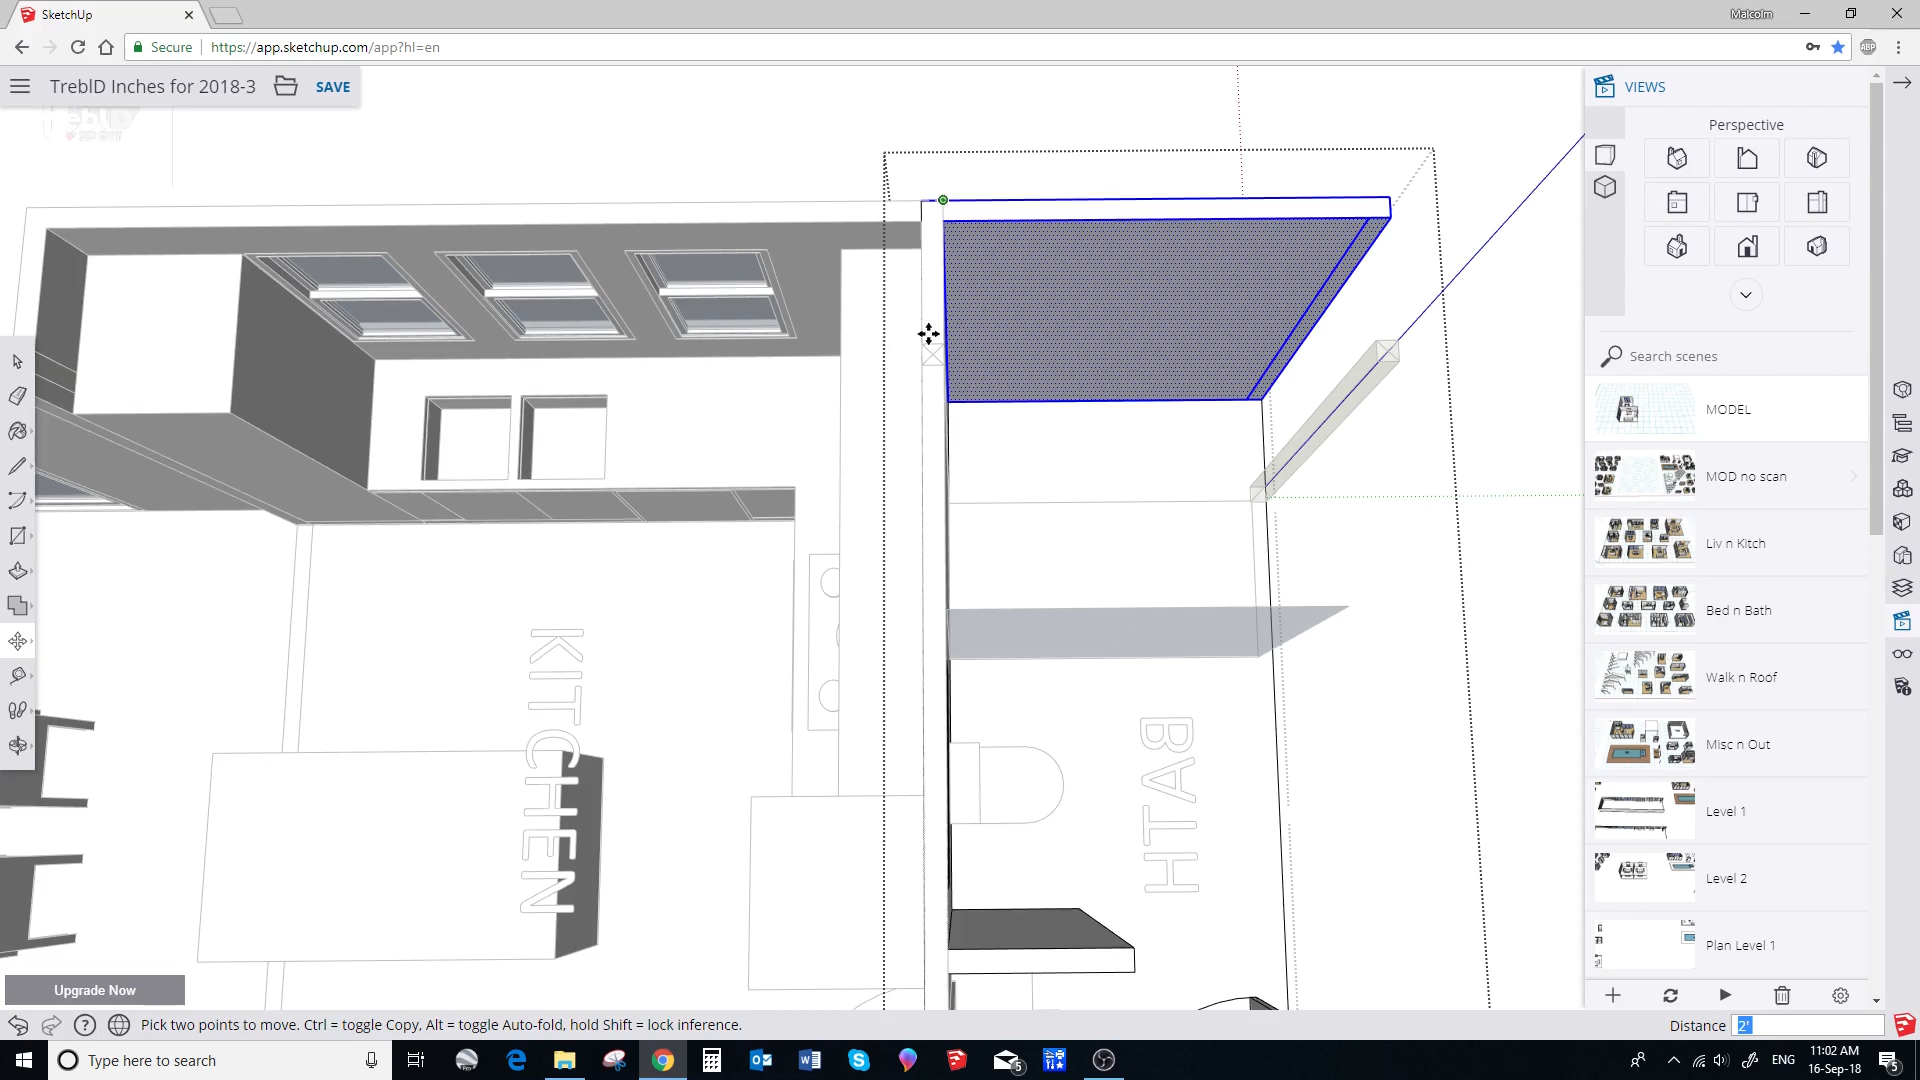 SketchUp
Malcolm
Secure
https://app.sketchup.com/app?hl=en
ABP
TreblD Inches for 2018-3
SAVE
VIEWS
Perspective
Search scenes
MODEL
MOD no scan
Liv n Kitch
Bed n Bath
Walk n Roof
Misc n Out
Level 1
Level 2
Plan Level 1
KITCHEN
BATH
Upgrade Now
Pick two points to move. Ctrl = toggle Copy, Alt = toggle Auto-fold, hold Shift = lock inference.
Distance 2'
Type here to search
5
ENG
11:02 AM
16-Sep-18
5